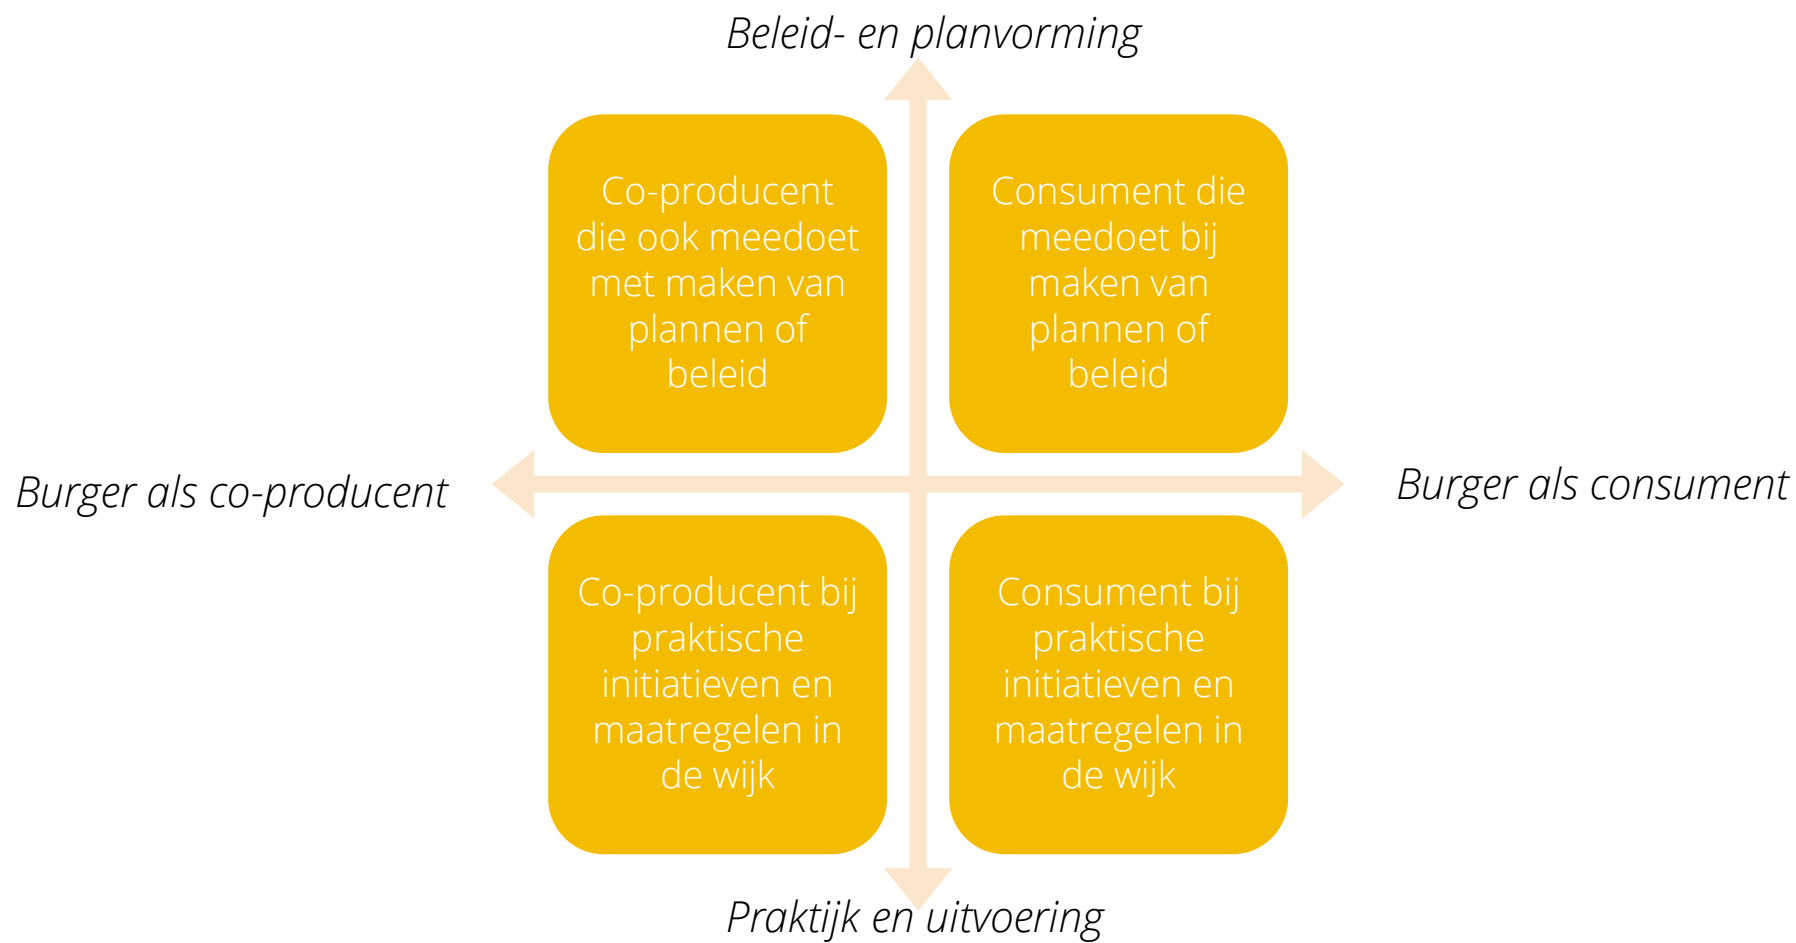 Beleid- en planvorming
Co-producent
die ook meedoet
met maken van
plannen of
beleid
Consument die
meedoet bij
maken van
plannen of
beleid
Burger als co-producent
Burger als consument
Co-producent bij
praktische
initiatieven en
maatregelen in
de wijk
Consument bij
praktische
initiatieven en
maatregelen in
de wijk
Praktijk en uitvoering